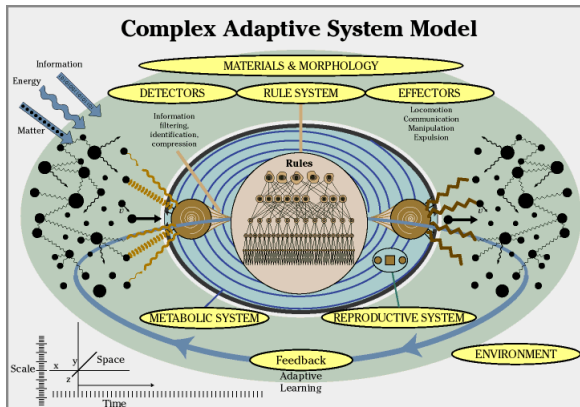 Complex Adaptive System Model
Information
Energy
Matter
MATERIALS & MORPHOLOGY
DETECTORS
RULE SYSTEM
EFFECTORS
Information
filtering,
identification,
compression
Locomotion
Communication
Manipulation
Expulsion
Rules
v
v
METABOLIC SYSTEM
REPRODUCTIVE SYSTEM
Feedback
Adaptive
Learning
ENVIRONMENT
Scale
x
y
z
Space
Time